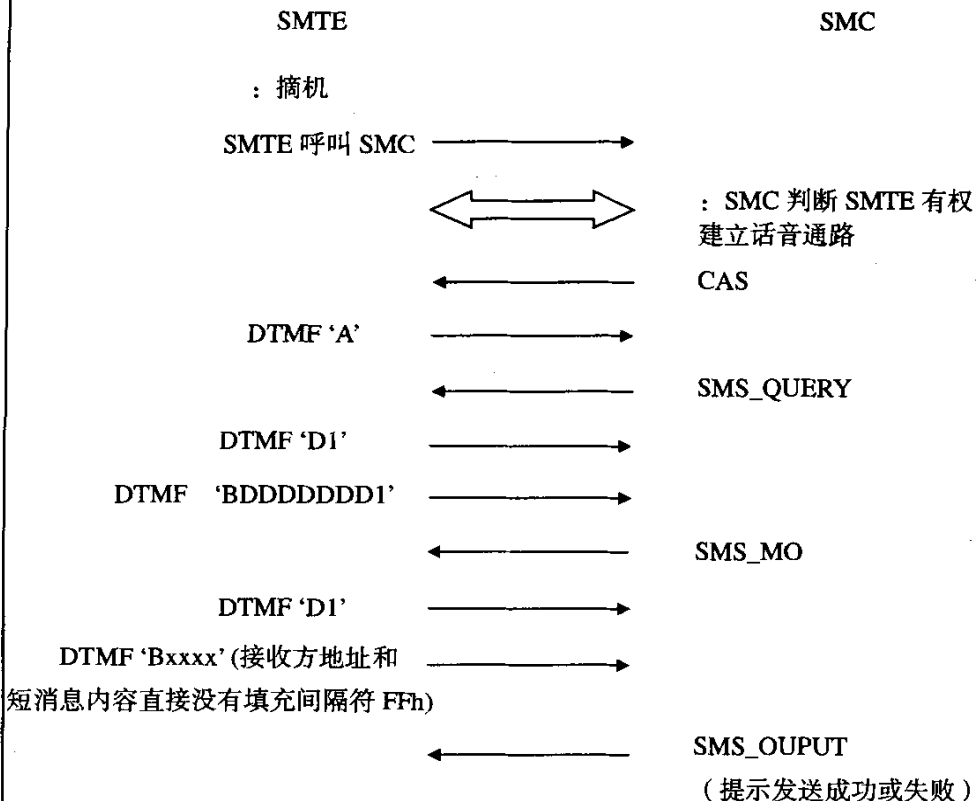 SMTE SMC
：摘机
SMTE 呼叫 SMC
：SMC 判断 SMTE 有权
建立话音通路
CAS
DTMF ‘A’
SMS_QUERY
DTMF ‘D1’
DTMF ‘BDDDDDDD1’
SMS_MO
DTMF ‘D1’
DTMF ‘Bxxxx’ (接收方地址和
短消息内容直接没有填充间隔符 FFh)
SMS_OUPUT
（提示发送成功或失败）